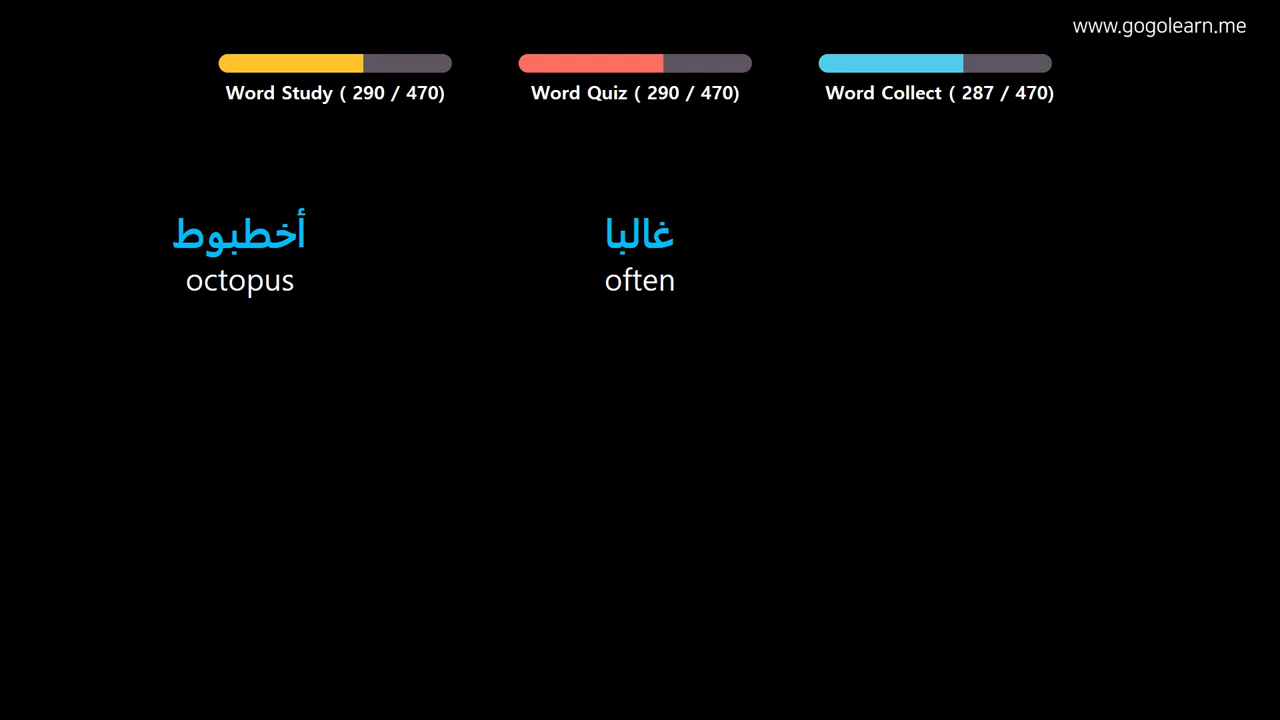 www.gogolearn.me
Word Study ( 290 / 470)
Word Quiz ( 290 / 470)
Word Collect ( 287 / 470)
أخطبوط
octopus
غالبا
often